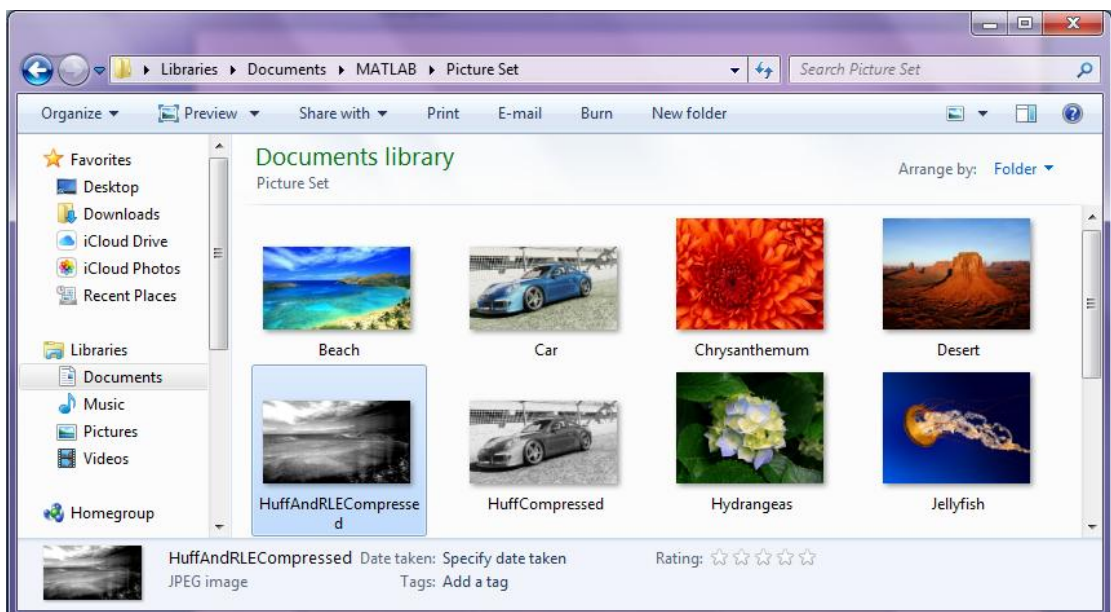 Libraries Documents MATLAB Picture Set Search Picture Set
Organize Preview Share with Print E-mail Burn New folder
Favorites
Desktop
Downloads
iCloud Drive
iCloud Photos
Recent Places
Libraries
Documents
Music
Pictures
Videos
Homegroup
Documents library
Picture Set
Arrange by: Folder
Beach Car Chrysanthemum Desert
HuffAndRLECompresse
d
HuffCompressed Hydrangeas Jellyfish
HuffAndRLECompressed Date taken: Specify date taken Rating:
JPEG image Tags: Add a tag